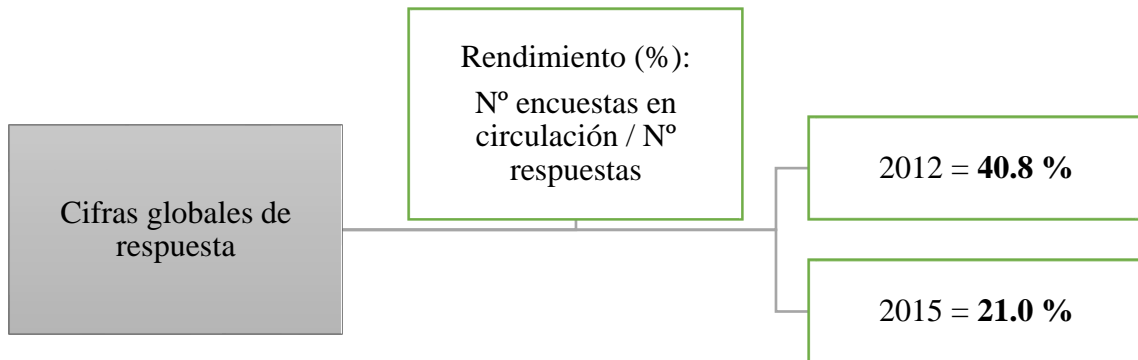 Rendimiento (%):
Nº encuestas en
circulación / Nº
respuestas
Cifras globales de
respuesta
2012 = 40.8 %
2015 = 21.0 %